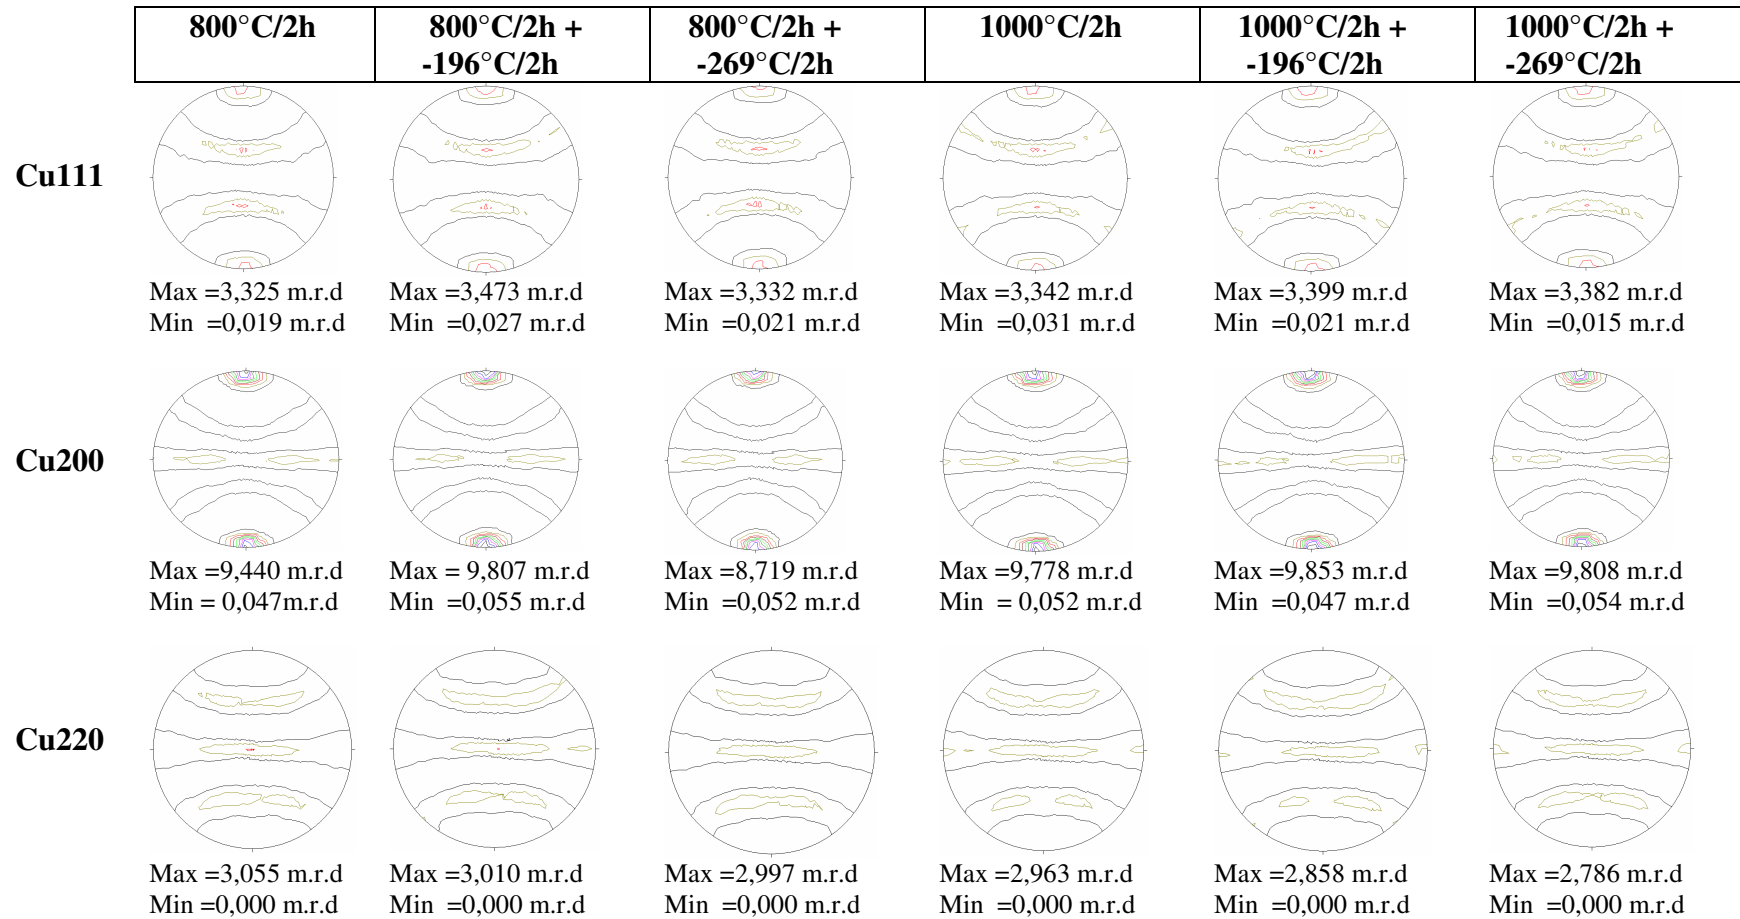 800°C/2h 800°C/2h + 800°C/2h + 1000°C/2h 1000°C/2h + 1000°C/2h +
-196°C/2h -269°C/2h -196°C/2h -269°C/2h
Cu111
Max =3,325 m.r.d Max =3,473 m.r.d Max =3,332 m.r.d Max =3,342 m.r.d Max =3,399 m.r.d Max =3,382 m.r.d
Min =0,019 m.r.d Min =0,027 m.r.d Min =0,021 m.r.d Min =0,031 m.r.d Min =0,021 m.r.d Min =0,015 m.r.d
Cu200
Max =9,440 m.r.d Max = 9,807 m.r.d Max =8,719 m.r.d Max =9,778 m.r.d Max =9,853 m.r.d Max =9,808 m.r.d
Min = 0,047m.r.d Min =0,055 m.r.d Min =0,052 m.r.d Min = 0,052 m.r.d Min =0,047 m.r.d Min =0,054 m.r.d
Cu220
Max =3,055 m.r.d Max =3,010 m.r.d Max =2,997 m.r.d Max =2,963 m.r.d Max =2,858 m.r.d Max =2,786 m.r.d
Min =0,000 m.r.d Min =0,000 m.r.d Min =0,000 m.r.d Min =0,000 m.r.d Min =0,000 m.r.d Min =0,000 m.r.d